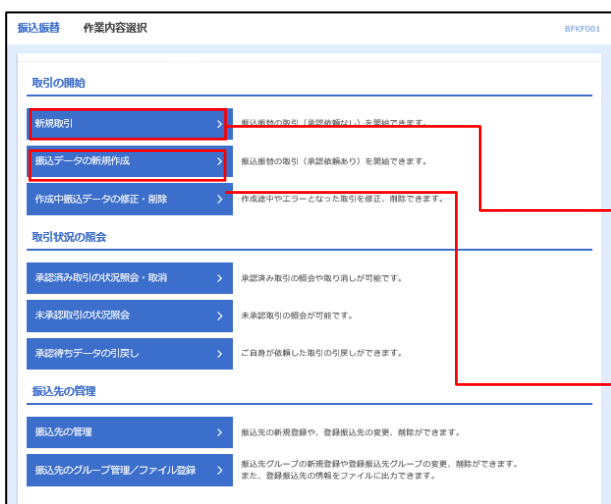 振込振替 作業内容選択 BFKF001
取引の開始
新規取引
振込振替の取引（承認依頼なし）を開始できます。
振込データの新規作成
振込振替の取引（承認依頼あり）を開始できます。
作成中振込データの修正・削除
作成途中やエラーとなった取引を修正、削除できます。
取引状況の照会
承認済み取引の状況照会・取消
承認済み取引の照会や取り消しが可能です。
未承認取引の状況照会
未承認取引の照会が可能です。
承認待ちデータの引戻し
ご自身が依頼した取引の引戻しができます。
振込先の管理
振込先の管理
振込先の新規登録や、登録振込先の変更、削除ができます。
振込先のグループ管理／ファイル登録
振込先グループの新規登録や登録振込先グループの変更、削除ができます。
また、登録振込先の情報をファイルに出力できます。